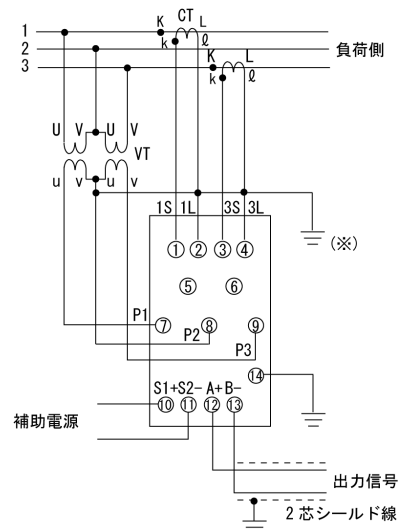 CT
K L
1
2
3
k ℓ
負荷側
K L
k ℓ
U V U V
VT
u v u v
1S 1L 3S 3L
(※)
① ② ③ ④
⑤ ⑥
P1 ⑦ ⑧ ⑨
P2
P3
⑭
S1+ S2- A+ B-
⑩ ⑪ ⑫ ⑬
補助電源
出力信号
2芯シールド線